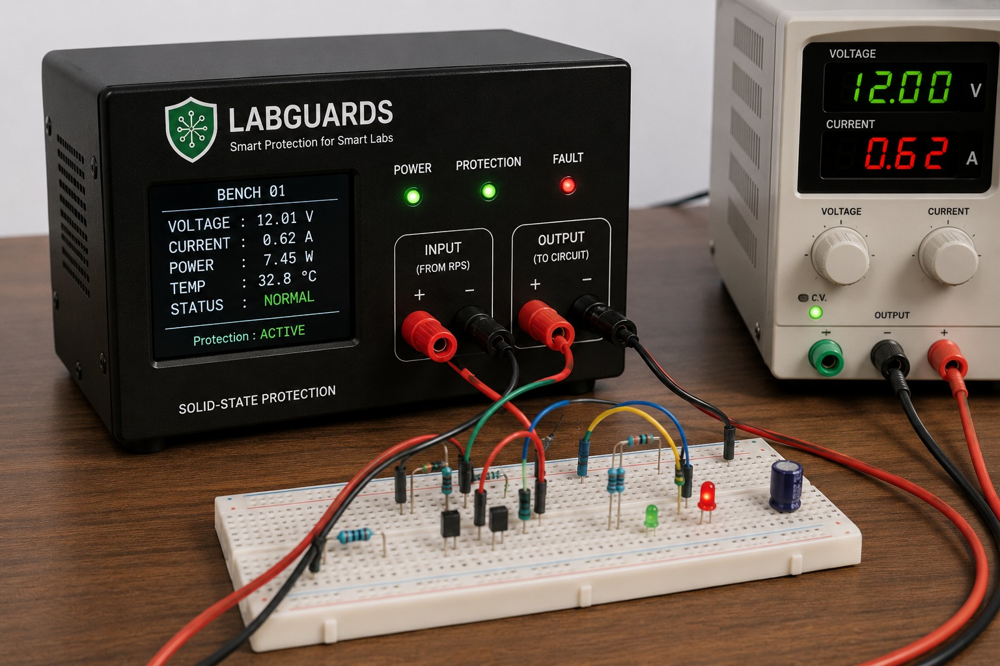 LABGUARDS
Smart Protection for Smart Labs
BENCH 01
VOLTAGE : 12.01 V
CURRENT : 0.62 A
POWER : 7.45 W
TEMP : 32.8 °C
STATUS : NORMAL
Protection : ACTIVE
SOLID-STATE PROTECTION
POWER
PROTECTION
FAULT
INPUT
(FROM RPS)
+ −
OUTPUT
(TO CIRCUIT)
+ −
VOLTAGE
12.00 V
CURRENT
0.62 A
VOLTAGE
CURRENT
C.V.
OUTPUT
+ − +